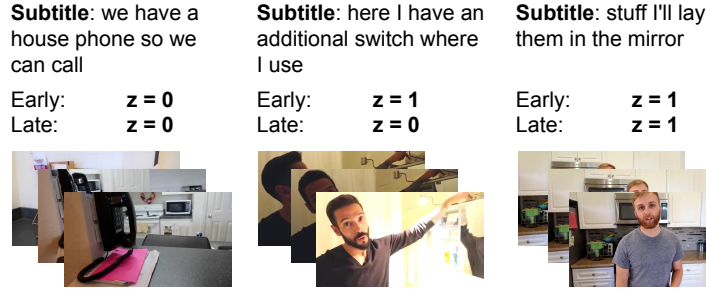 Subtitle: we have a
house phone so we
can call
Early: z = 0
Late: z = 0
Subtitle: here I have an
additional switch where
I use
Early: z = 1
Late: z = 0
Subtitle: stuff I'll lay
them in the mirror
Early: z = 1
Late: z = 1